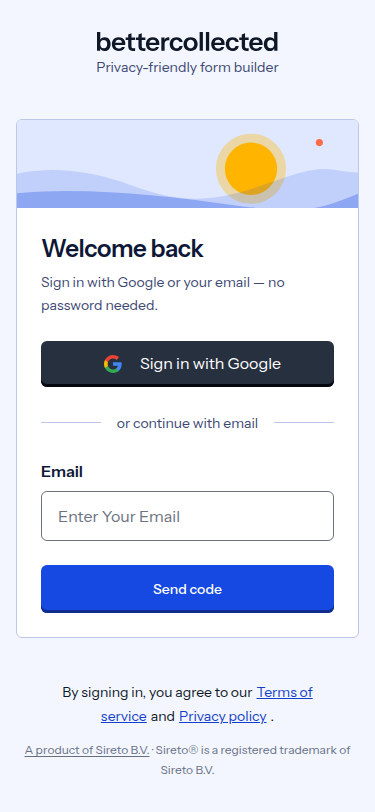 bettercollected
Privacy-friendly form builder
Welcome back
Sign in with Google or your email — no
password needed.
Sign in with Google
or continue with email
Email
Enter Your Email
Send code
By signing in, you agree to our Terms of
service and Privacy policy .
A product of Sireto B.V. · Sireto® is a registered trademark of
Sireto B.V.